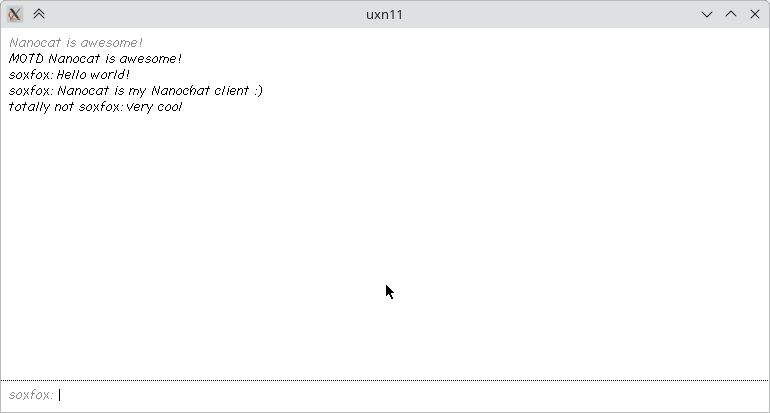 uxn11
Nanocat is awesome!
MOTD Nanocat is awesome!
soxfox: Hello world!
soxfox: Nanocat is my Nanochat client :)
totally not soxfox: very cool
soxfox: